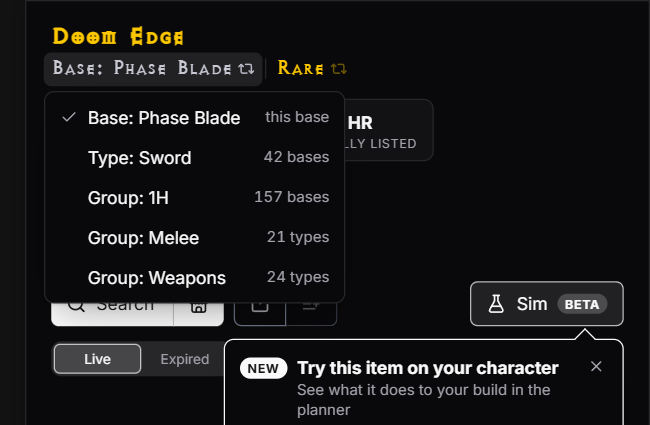 Doom Edge
Base: Phase Blade Rare
Base: Phase Blade this base
HR
Type: Sword 42 bases
LLY LISTED
Group: 1H 157 bases
Group: Melee 21 types
Group: Weapons 24 types
Search
Sim BETA
Live Expired
NEW Try this item on your character
See what it does to your build in the
planner